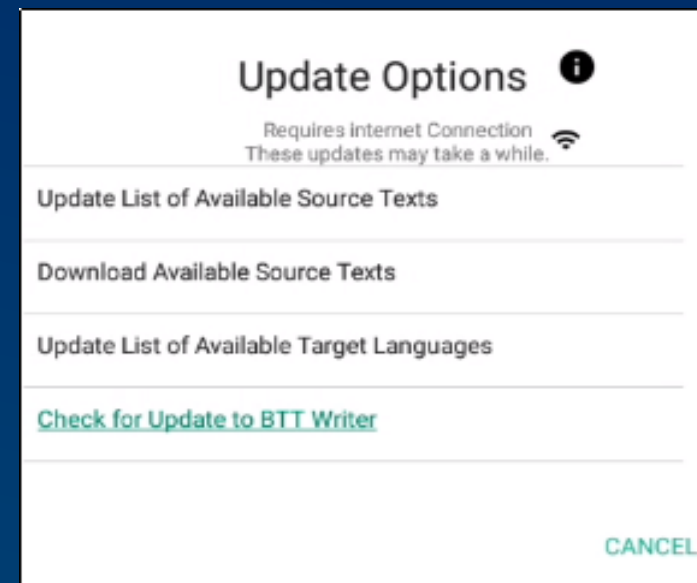 Update Options
Requires internet Connection
These updates may take a while.
Update List of Available Source Texts
Download Available Source Texts
Update List of Available Target Languages
Check for Update to BTT Writer
CANCEL